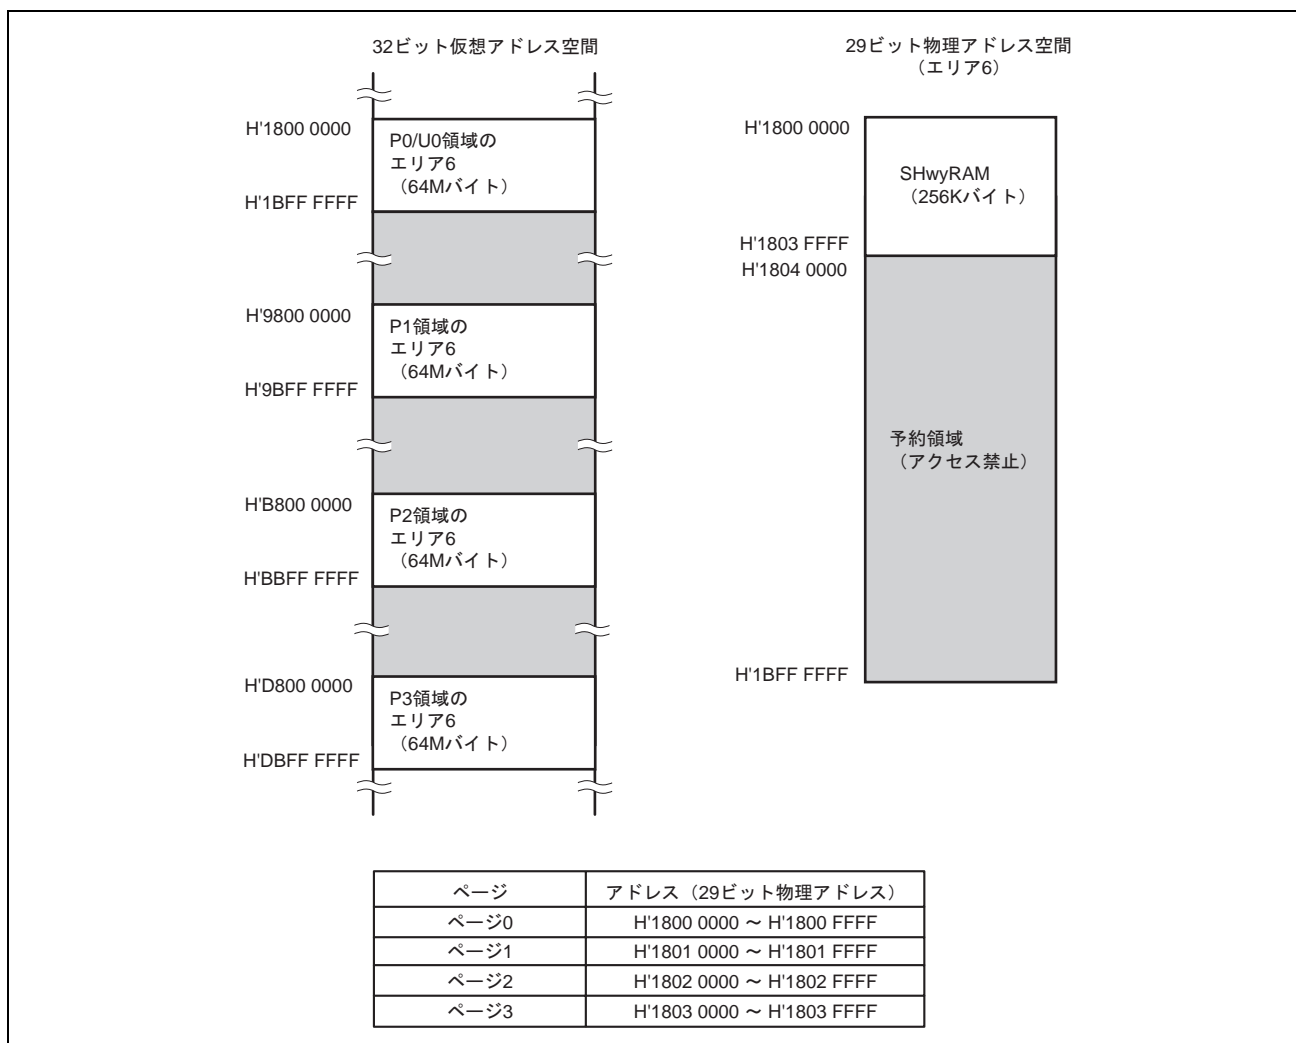 32ビット仮想アドレス空間
H'1800 0000
P0/U0領域の
エリア6
（64Mバイト）
H'1BFF FFFF
H'9800 0000
P1領域の
エリア6
（64Mバイト）
H'9BFF FFFF
H'B800 0000
P2領域の
エリア6
（64Mバイト）
H'BBFF FFFF
H'D800 0000
P3領域の
エリア6
（64Mバイト）
H'DBFF FFFF
29ビット物理アドレス空間
（エリア6）
H'1800 0000
SHwyRAM
（256Kバイト）
H'1803 FFFF
H'1804 0000
予約領域
（アクセス禁止）
H'1BFF FFFF
ページ アドレス（29ビット物理アドレス）
ページ0 H'1800 0000 ～ H'1800 FFFF
ページ1 H'1801 0000 ～ H'1801 FFFF
ページ2 H'1802 0000 ～ H'1802 FFFF
ページ3 H'1803 0000 ～ H'1803 FFFF